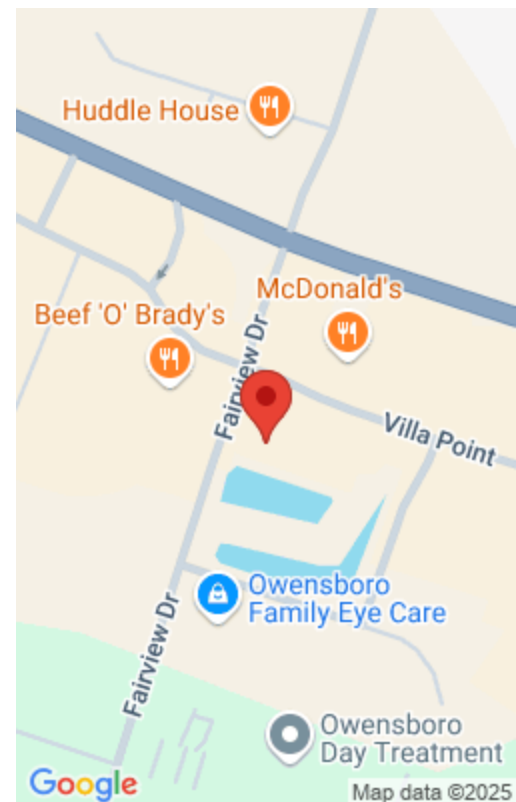 Huddle House
McDonald's
Beef 'O' Brady's
Fairview Dr
Villa Point
Owensboro
Family Eye Care
Fairview Dr
Owensboro
Day Treatment
Google
Map data ©2025